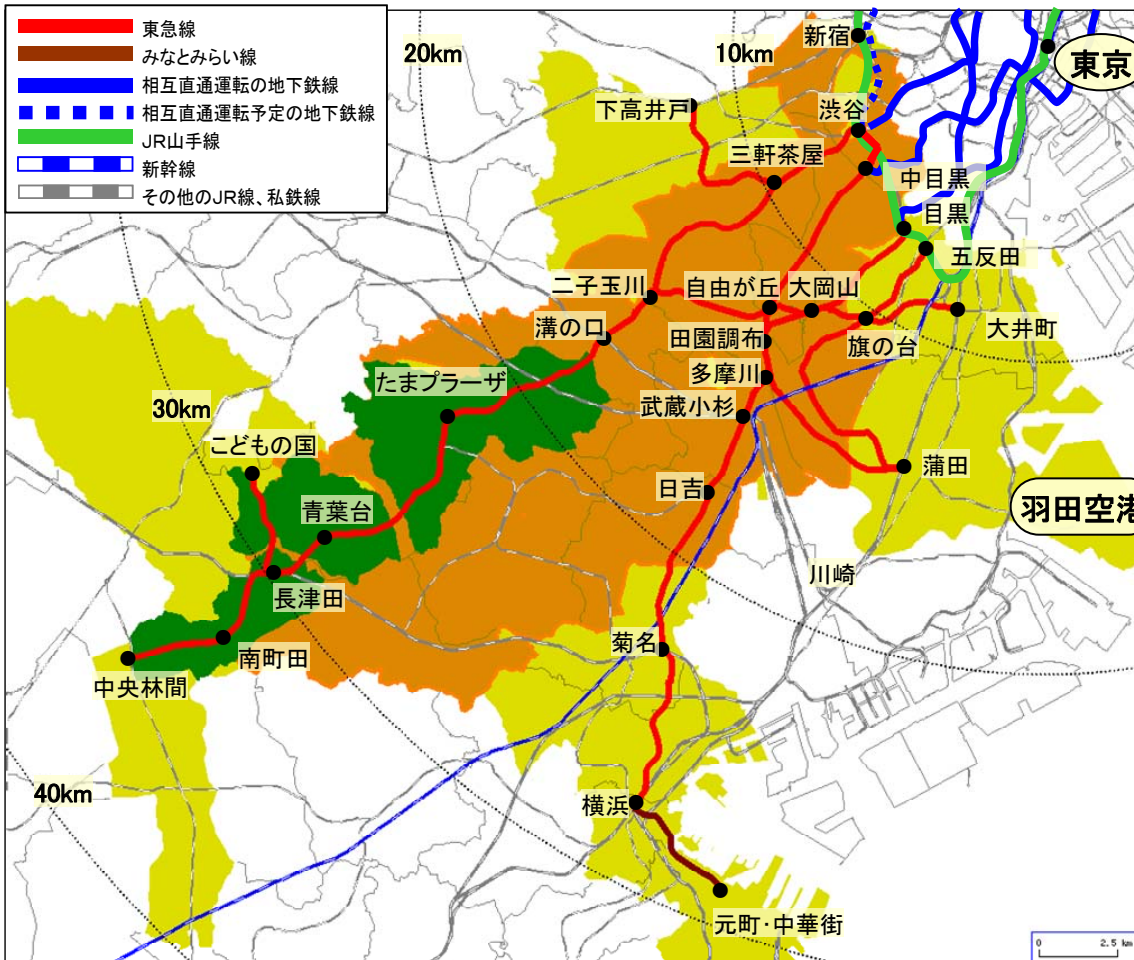 東急線
みなとみらい線
相互直通運転の地下鉄線
相互直通運転予定の地下鉄線
JR山手線
新幹線
その他のJR線、私鉄線
20km
10km
新宿
東京
下高井戸
渋谷
三軒茶屋
中目黒
目黒
五反田
二子玉川
自由が丘
大岡山
大井町
溝の口
田園調布
旗の台
多摩川
たまプラーザ
武蔵小杉
30km
こどもの国
蒲田
日吉
羽田空港
青葉台
川崎
長津田
菊名
南町田
中央林間
40km
横浜
元町・中華街
0 2.5 km